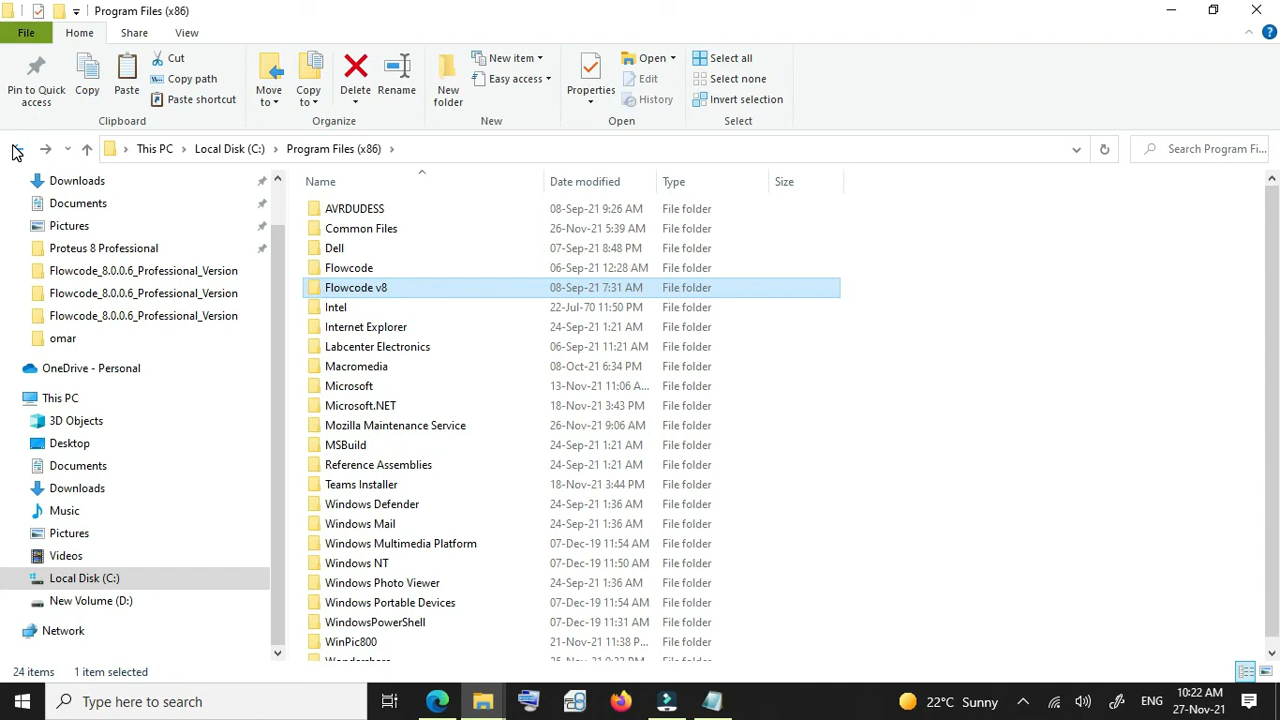 Program Files (x86)
File Home Share View
Pin to Quick access
Copy
Paste
Cut
Copy path
Paste shortcut
Clipboard
Move to
Copy to
Delete
Rename
Organize
New folder
New item
Easy access
New
Properties
Open
Edit
History
Open
Select all
Select none
Invert selection
Select
This PC Local Disk (C:) Program Files (x86)
Search Program Fi...
Downloads
Documents
Pictures
Proteus 8 Professional
Flowcode_8.0.0.6_Professional_Version
Flowcode_8.0.0.6_Professional_Version
Flowcode_8.0.0.6_Professional_Version
omar
OneDrive - Personal
This PC
3D Objects
Desktop
Documents
Downloads
Music
Pictures
Videos
Local Disk (C:)
New Volume (D:)
Network
Name Date modified Type Size
AVRDUDESS 08-Sep-21 9:26 AM File folder
Common Files 26-Nov-21 5:39 AM File folder
Dell 07-Sep-21 8:48 PM File folder
Flowcode 06-Sep-21 12:28 AM File folder
Flowcode v8 08-Sep-21 7:31 AM File folder
Intel 22-Jul-70 11:50 PM File folder
Internet Explorer 24-Sep-21 1:21 AM File folder
Labcenter Electronics 06-Sep-21 11:21 AM File folder
Macromedia 08-Oct-21 6:34 PM File folder
Microsoft 13-Nov-21 11:06 A... File folder
Microsoft.NET 18-Nov-21 3:43 PM File folder
Mozilla Maintenance Service 26-Nov-21 9:06 AM File folder
MSBuild 24-Sep-21 1:21 AM File folder
Reference Assemblies 24-Sep-21 1:21 AM File folder
Teams Installer 18-Nov-21 3:44 PM File folder
Windows Defender 24-Sep-21 1:36 AM File folder
Windows Mail 24-Sep-21 1:36 AM File folder
Windows Multimedia Platform 07-Dec-19 11:54 AM File folder
Windows NT 07-Dec-19 11:50 AM File folder
Windows Photo Viewer 24-Sep-21 1:36 AM File folder
Windows Portable Devices 07-Dec-19 11:54 AM File folder
WindowsPowerShell 07-Dec-19 11:31 AM File folder
WinPic800 21-Nov-21 11:38 P... File folder
24 items 1 item selected
Type here to search
22°C Sunny
ENG
10:22 AM
27-Nov-21